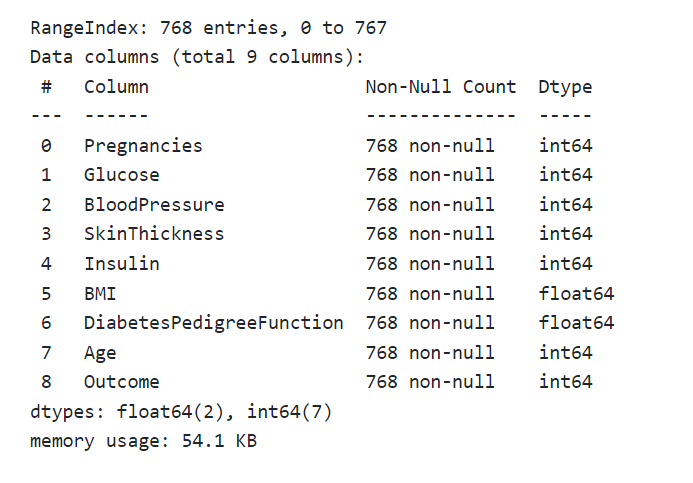 RangeIndex: 768 entries, 0 to 767
Data columns (total 9 columns):
 #   Column                    Non-Null Count  Dtype
---  ------                    --------------  -----
 0   Pregnancies               768 non-null    int64
 1   Glucose                   768 non-null    int64
 2   BloodPressure             768 non-null    int64
 3   SkinThickness             768 non-null    int64
 4   Insulin                   768 non-null    int64
 5   BMI                       768 non-null    float64
 6   DiabetesPedigreeFunction  768 non-null    float64
 7   Age                       768 non-null    int64
 8   Outcome                   768 non-null    int64
dtypes: float64(2), int64(7)
memory usage: 54.1 KB